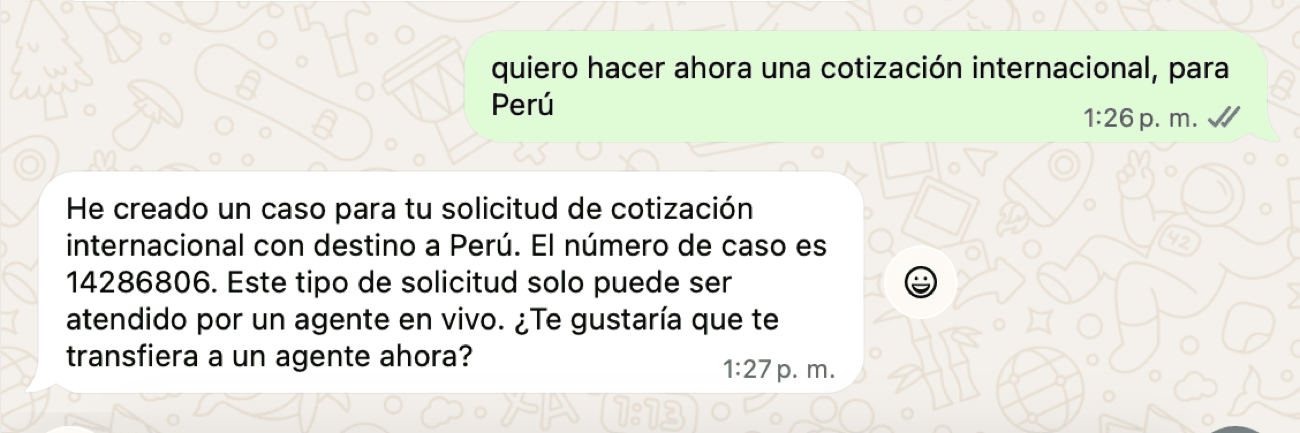 quiero hacer ahora una cotización internacional, para
Perú
1:26 p. m.
He creado un caso para tu solicitud de cotización
internacional con destino a Perú. El número de caso es
14286806. Este tipo de solicitud solo puede ser
atendido por un agente en vivo. ¿Te gustaría que te
transfiera a un agente ahora?
1:27 p. m.